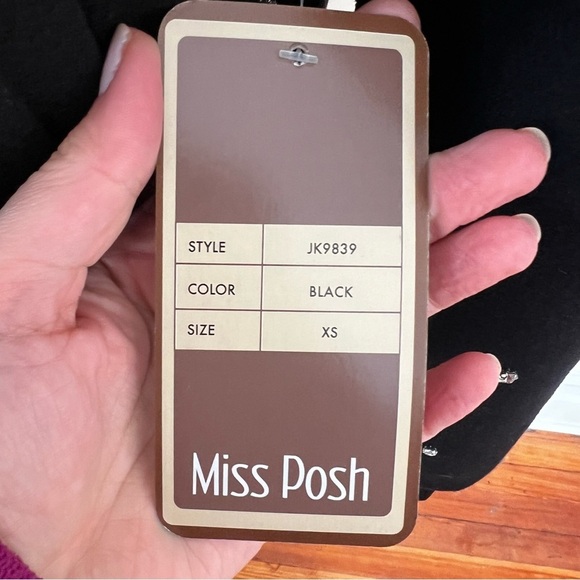 STYLE JK9839
COLOR BLACK
SIZE XS
Miss Posh